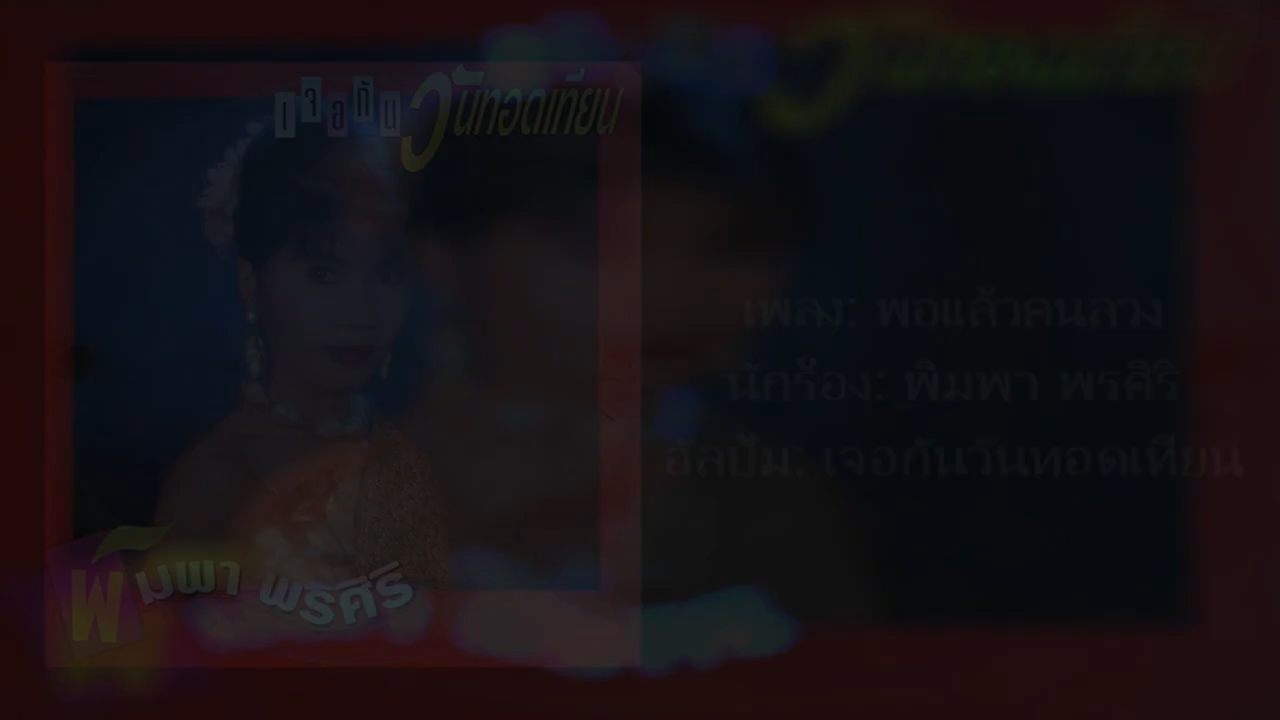 เจอกันวันทอดเทียน
เพลง: พอแล้วคนลวง
นักร้อง: พิมพา พรศิริ
อัลบัม: เจอกันวันทอดเทียน
พิมพา พรศิริ